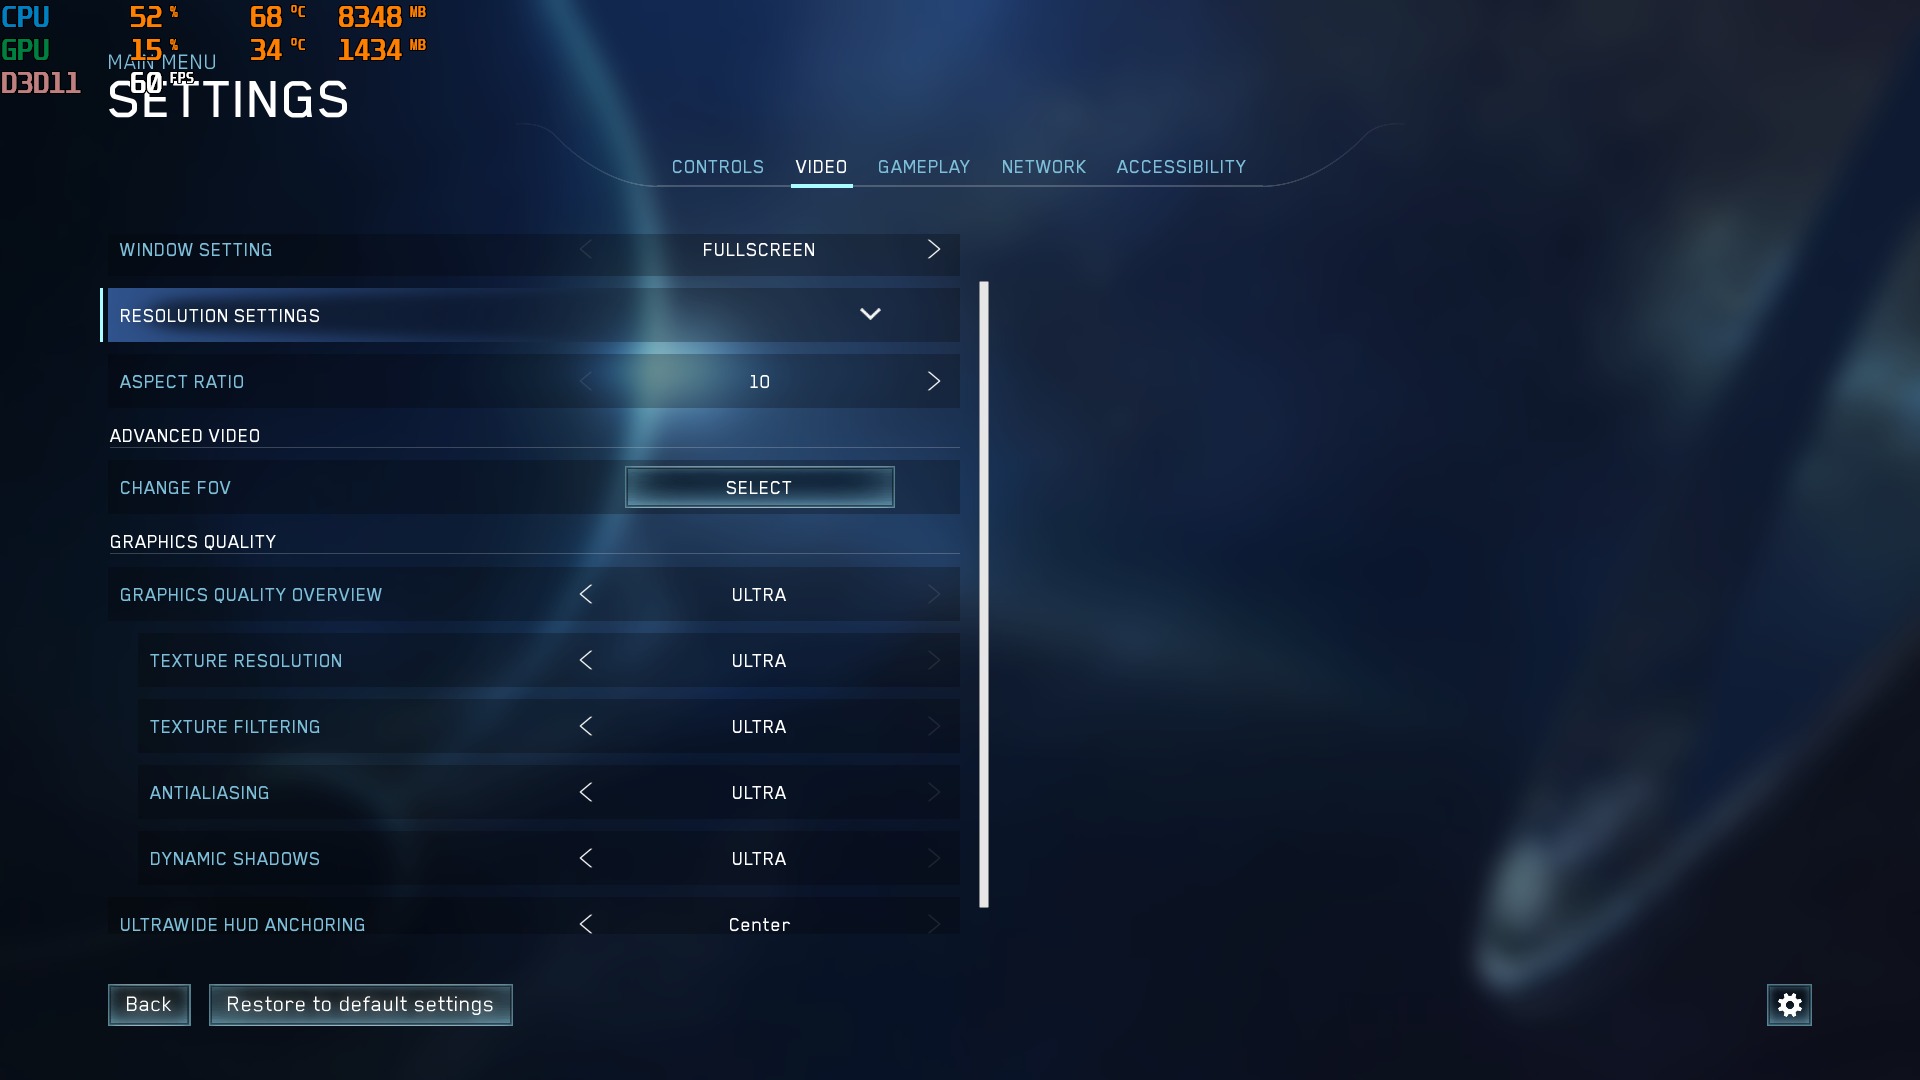 CPU 52 % 68 °C 8348 MB
GPU 15 % 34 °C 1434 MB
MAIN MENU
D3D11 60 FPS
SETTINGS
CONTROLS VIDEO GAMEPLAY NETWORK ACCESSIBILITY
WINDOW SETTING FULLSCREEN
RESOLUTION SETTINGS
ASPECT RATIO 10
ADVANCED VIDEO
CHANGE FOV SELECT
GRAPHICS QUALITY
GRAPHICS QUALITY OVERVIEW ULTRA
TEXTURE RESOLUTION ULTRA
TEXTURE FILTERING ULTRA
ANTIALIASING ULTRA
DYNAMIC SHADOWS ULTRA
ULTRAWIDE HUD ANCHORING Center
Back Restore to default settings